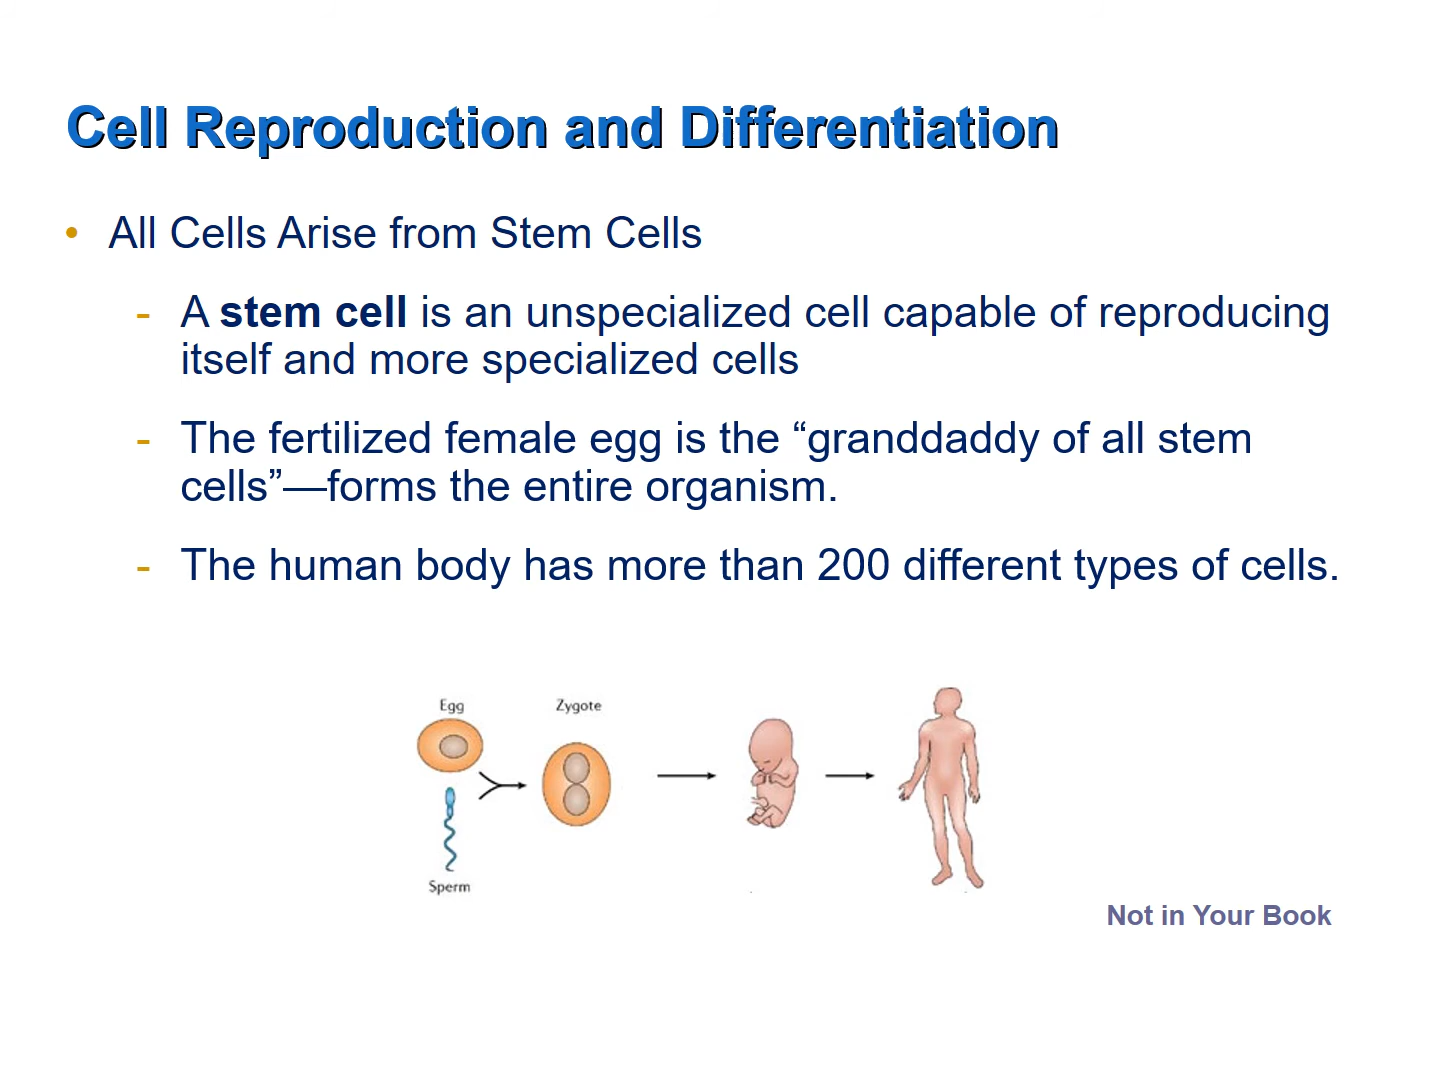 Cell Reproduction and Differentiation
• All Cells Arise from Stem Cells
- A stem cell is an unspecialized cell capable of reproducing
itself and more specialized cells
- The fertilized female egg is the “granddaddy of all stem
cells”—forms the entire organism.
- The human body has more than 200 different types of cells.
Egg
Zygote
Sperm
Not in Your Book